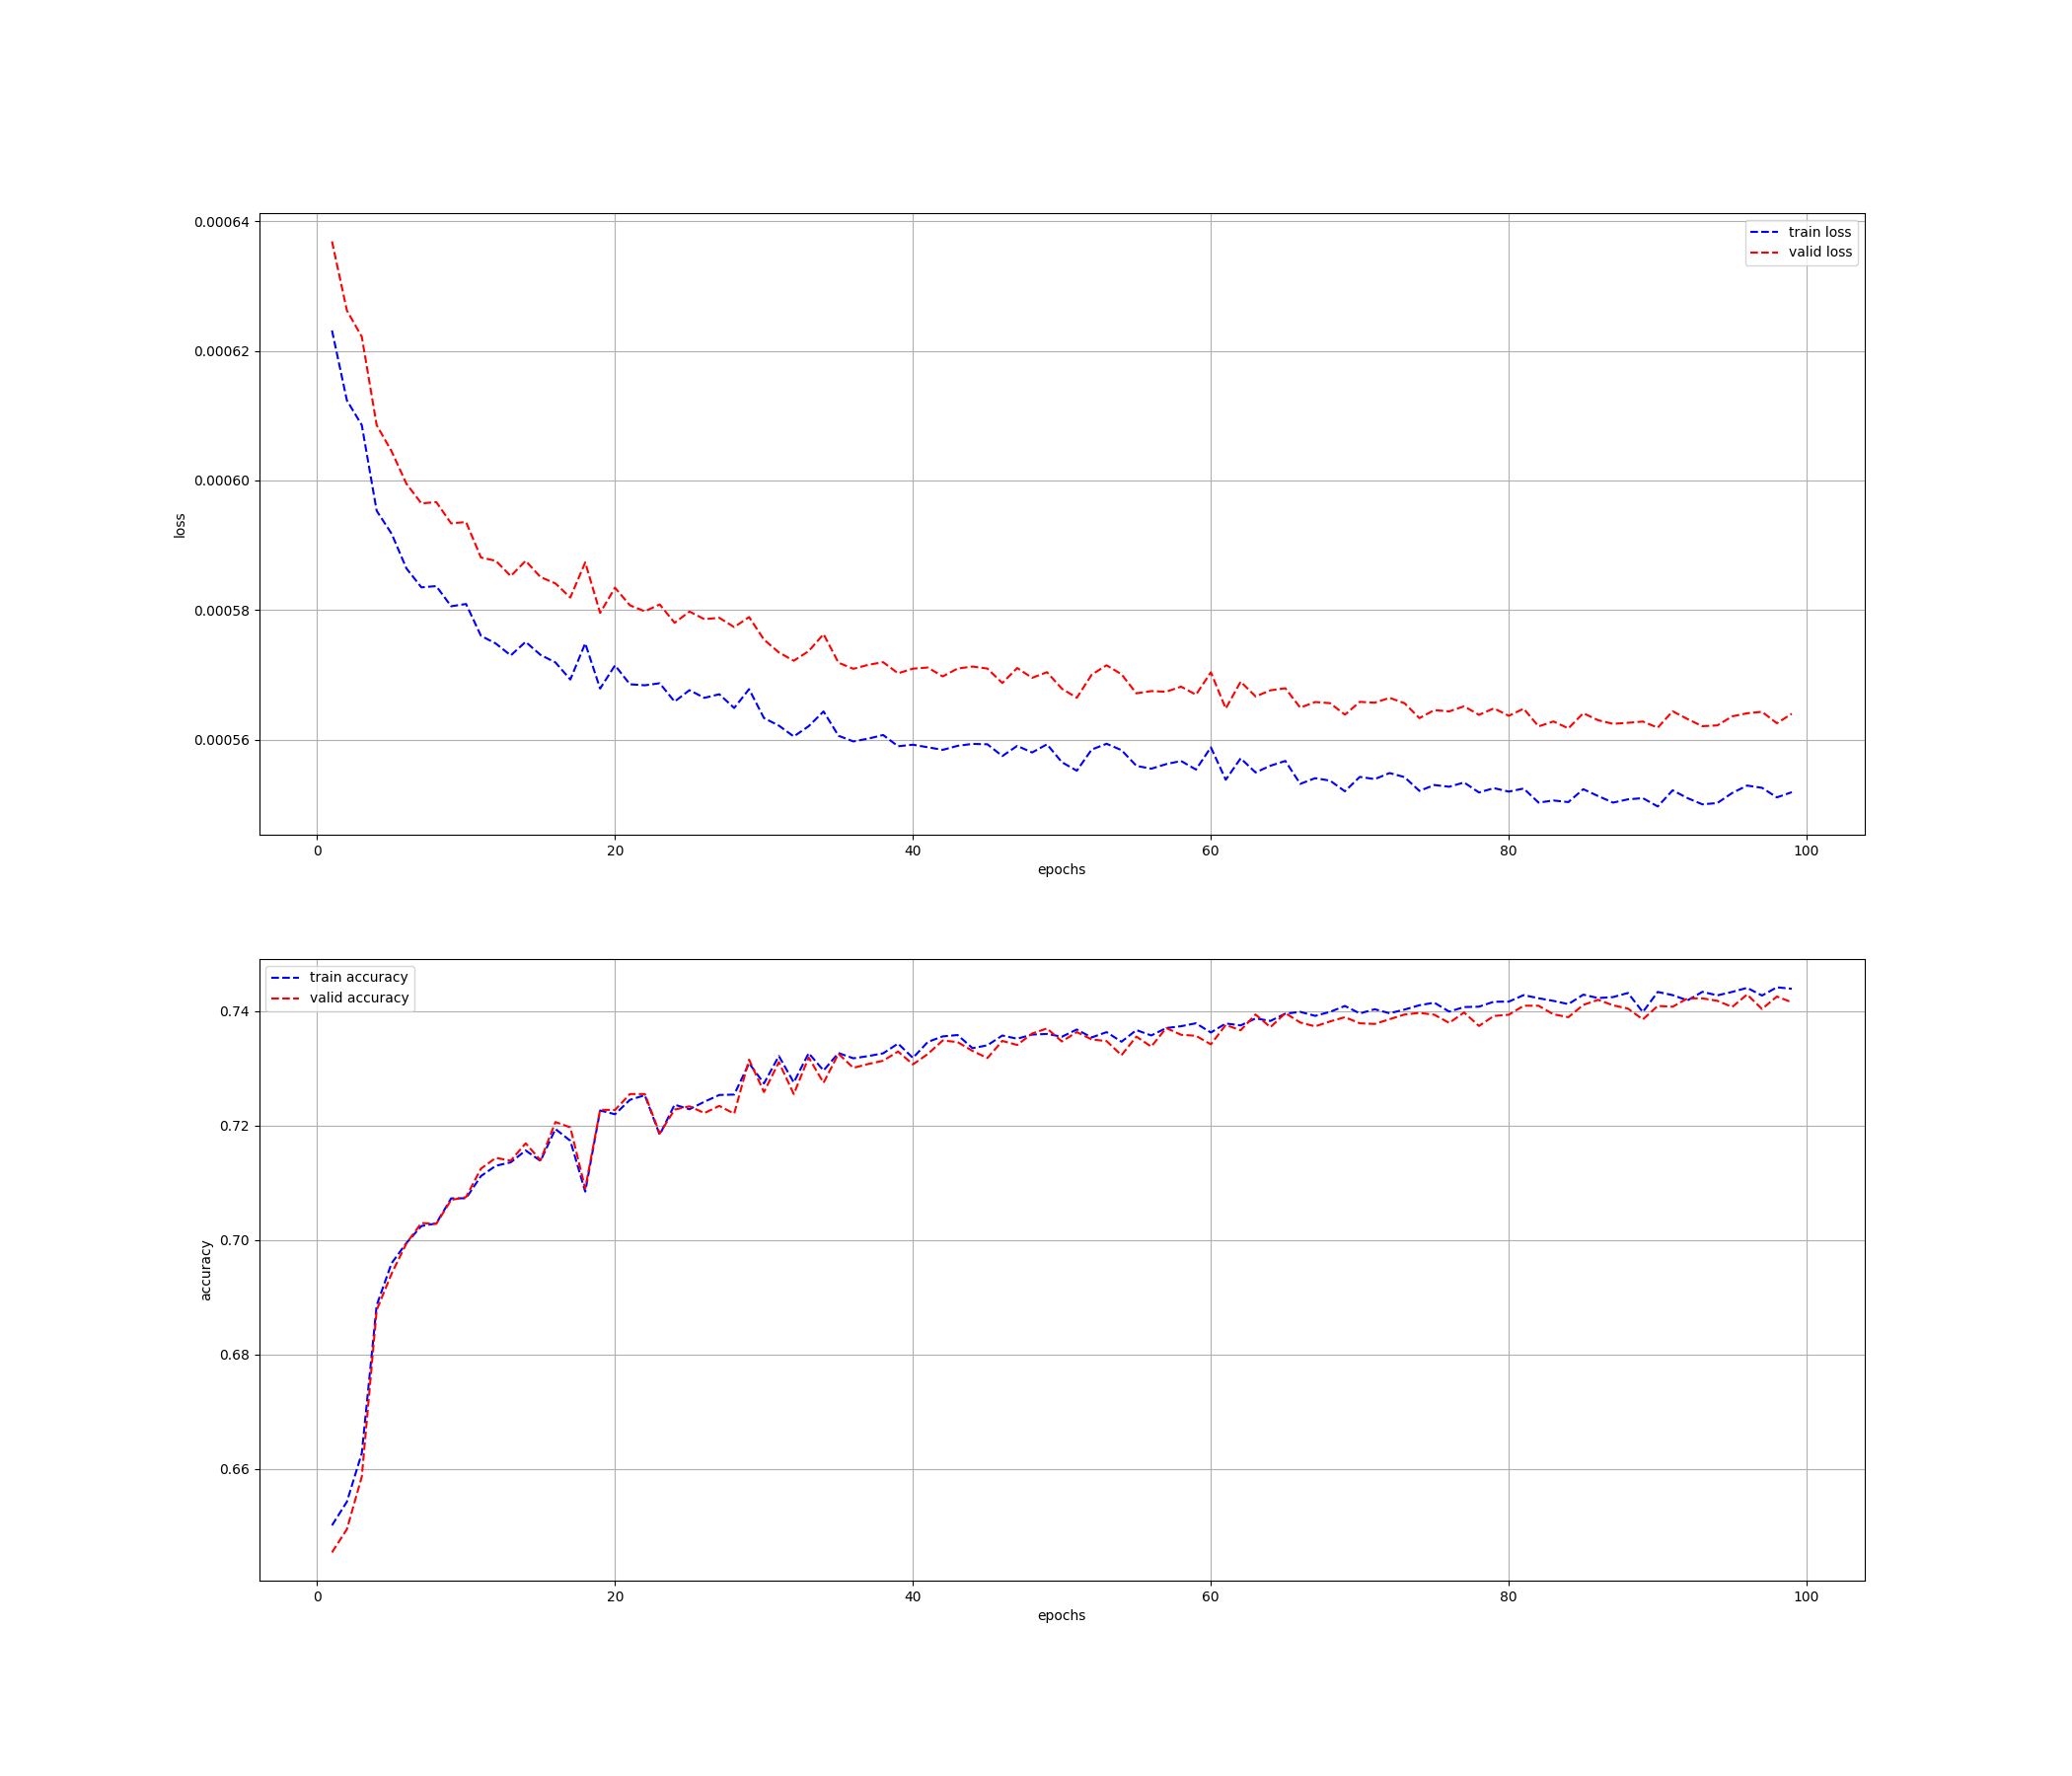 0.00064
0.00062
0.00060
0.00058
0.00056
loss
train loss
valid loss
0 20 40 60 80 100
epochs
train accuracy
valid accuracy
0.74
0.72
0.70
0.68
0.66
accuracy
0 20 40 60 80 100
epochs